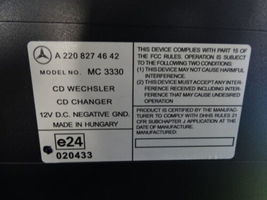 A 220 827 46 42
MODEL NO. MC 3330
CD WECHSLER
CD CHANGER
12V D.C. NEGATIVE GND.
MADE IN HUNGARY
e24
020433
THIS DEVICE COMPLIES WITH PART 15 OF
THE FCC RULES. OPERATION IS SUBJECT TO
THE FOLLOWING TWO CONDITIONS:
(1) THIS DEVICE MAY NOT CAUSE HARMFUL
INTERFERENCE.
(2) THIS DEVICE MUST ACCEPT ANY INTER-
FERENCE RECEIVED, INCLUDING
INTERFERENCE THAT MAY CAUSE
UNDESIRED OPERATION.
PRODUCT IS CERTIFIED BY THE MANUFAC-
TURER TO COMPLY WITH DHHS RULES 21
CFR SUBCHAPTER J APPLICABLE AT DATE
OF MANUFACTURE.